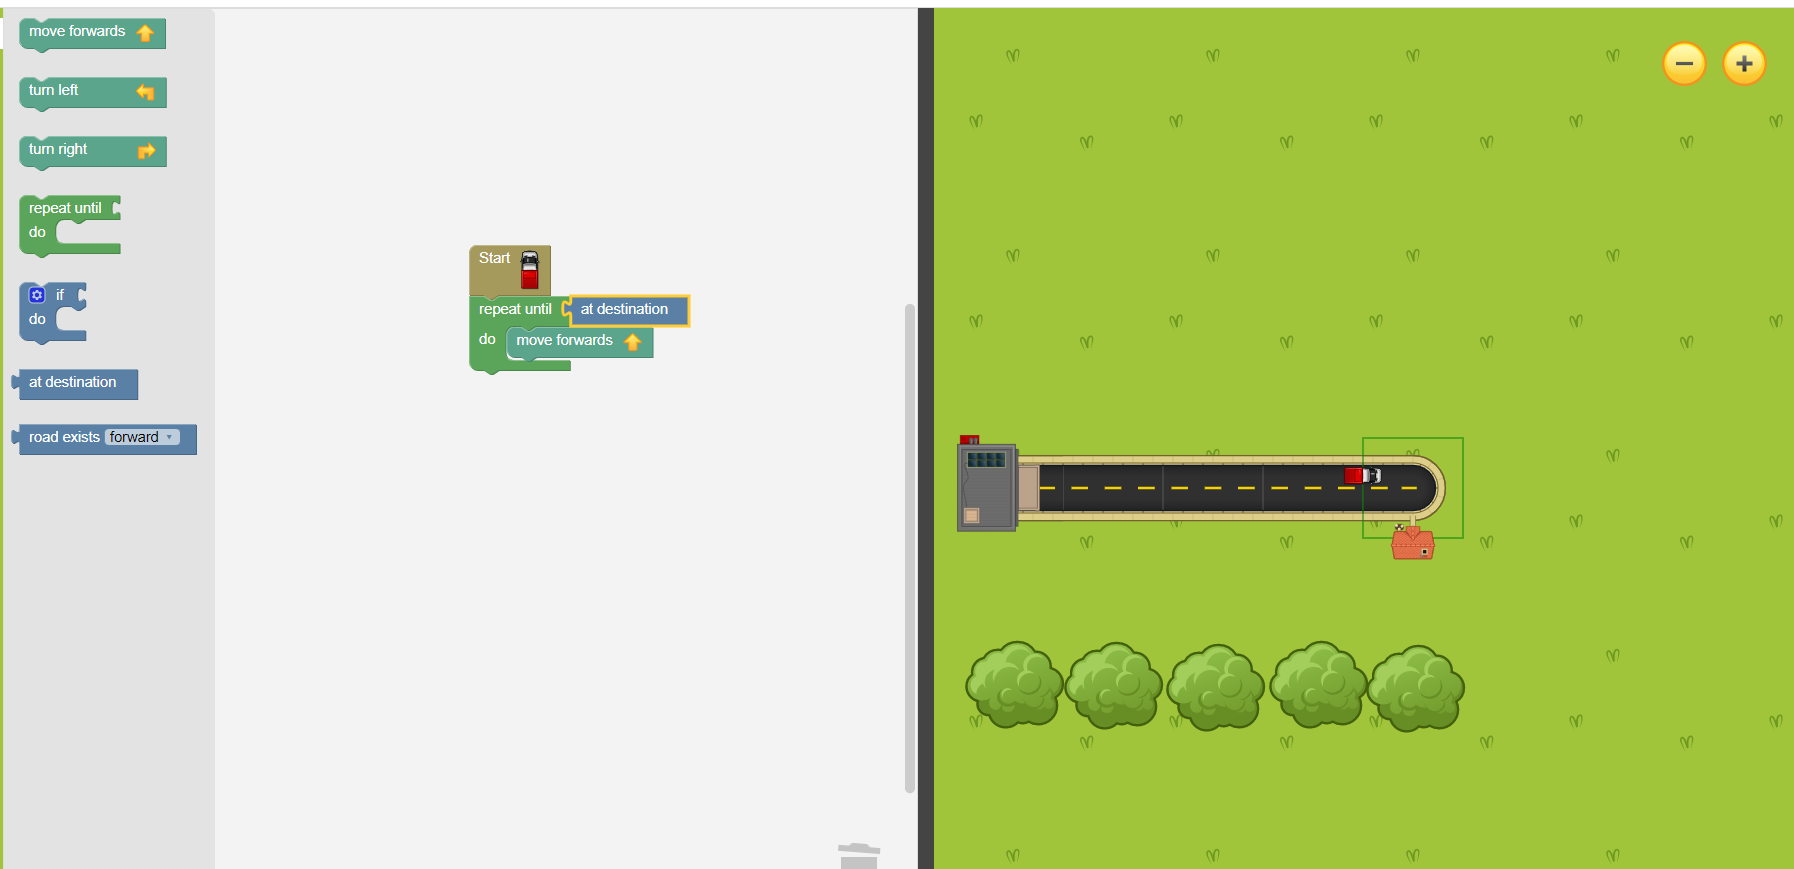 move forwards
turn left
turn right
repeat until
do
if
do
at destination
road exists forward
Start
repeat until at destination
do move forwards